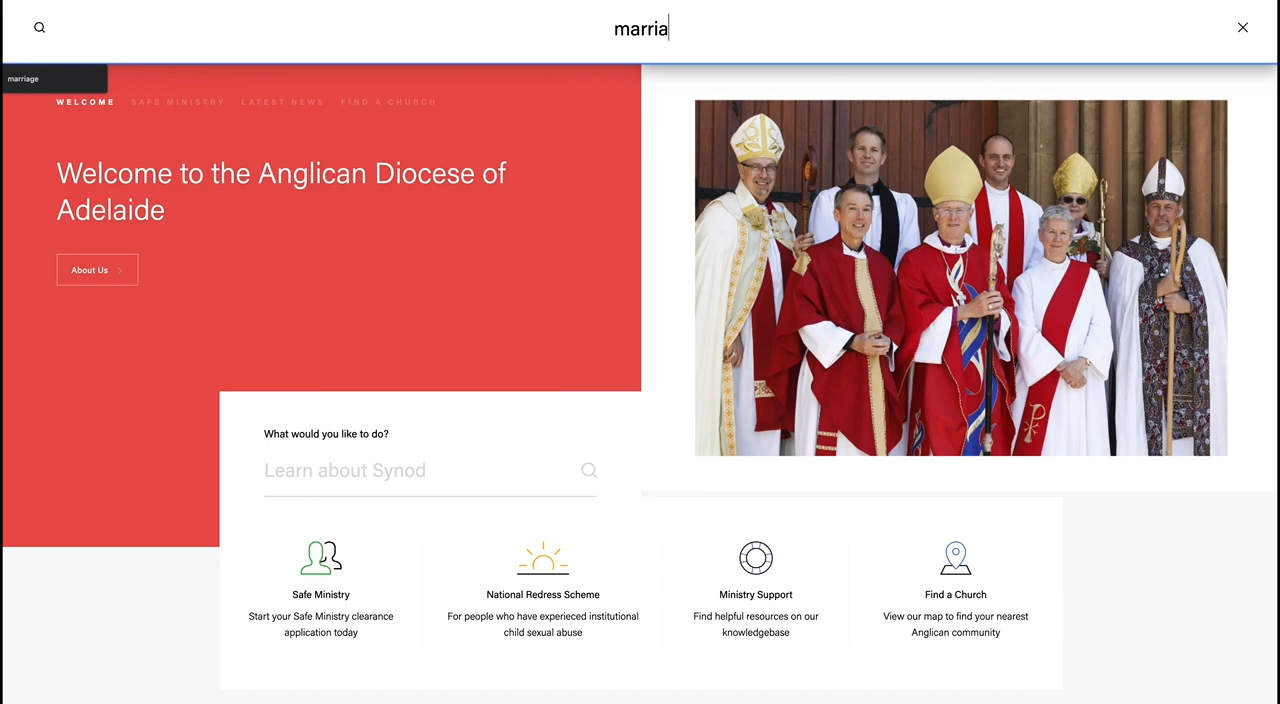 marria
marriage
WELCOME SAFE MINISTRY LATEST NEWS FIND A CHURCH
Welcome to the Anglican Diocese of
Adelaide
About Us
What would you like to do?
Learn about Synod
Safe Ministry
Start your Safe Ministry clearance
application today
National Redress Scheme
For people who have experieced institutional
child sexual abuse
Ministry Support
Find helpful resources on our
knowledgebase
Find a Church
View our map to find your nearest
Anglican community